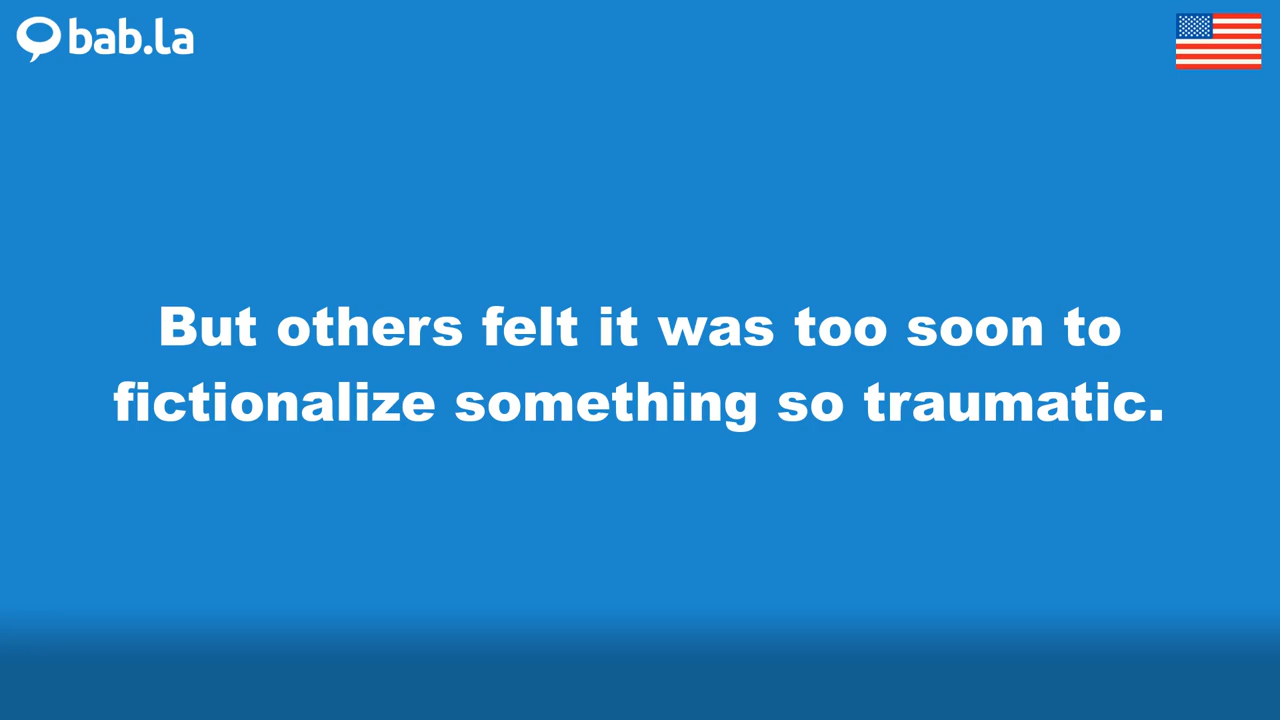 bab.la
But others felt it was too soon to
fictionalize something so traumatic.